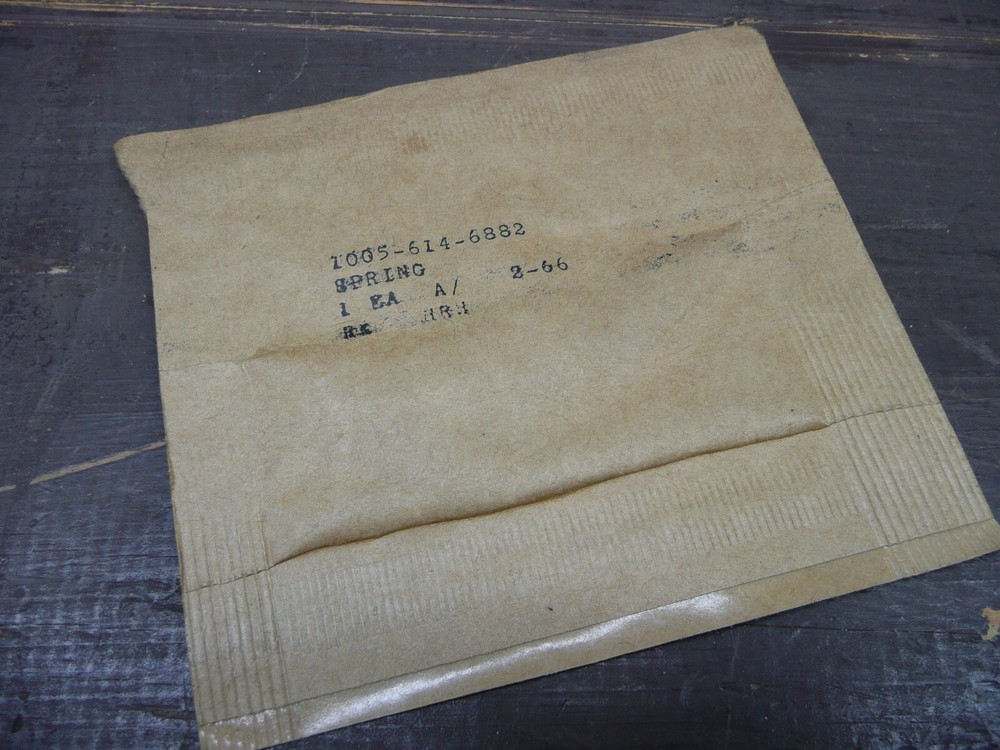 1005-614-6882
SPRING
1 EA A/ 2-66